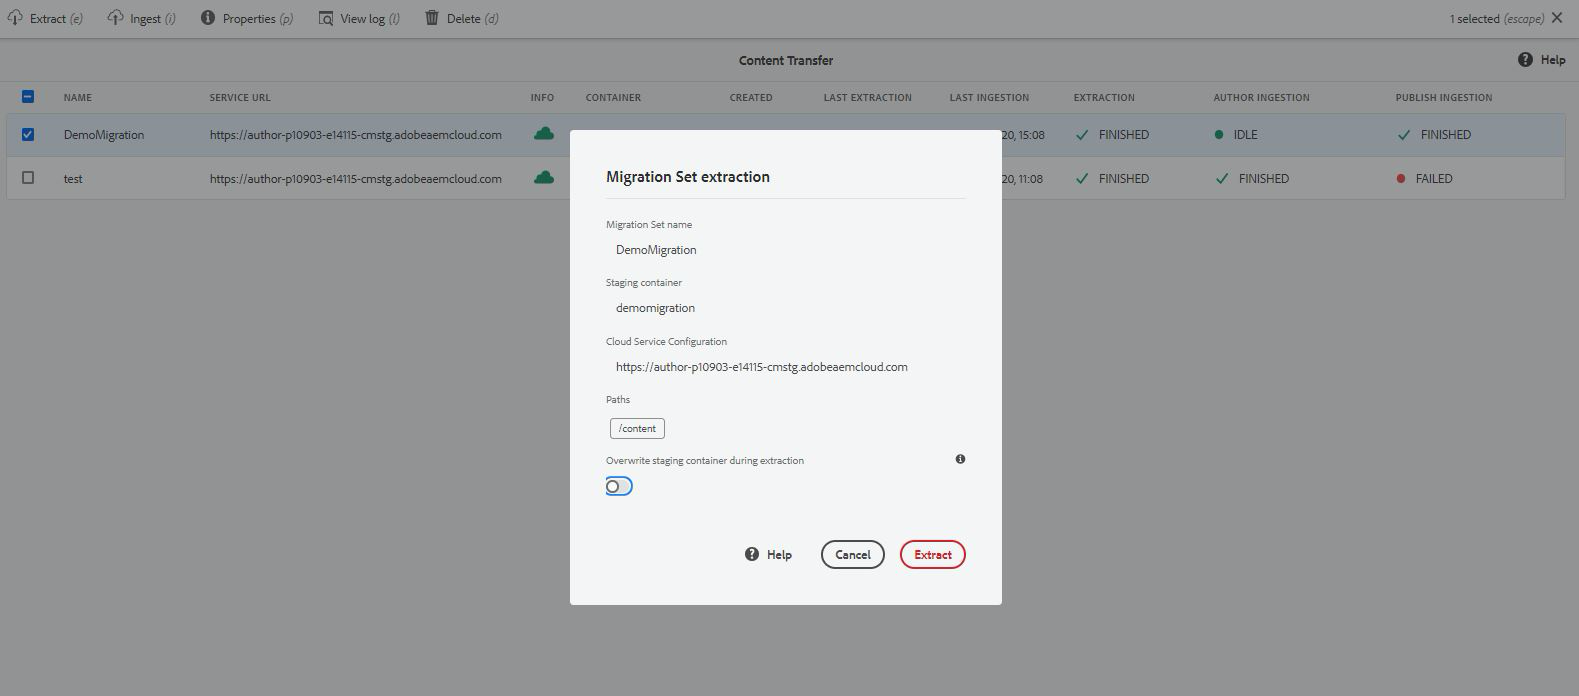 Extract (e) Ingest (i) Properties (p) View log (l) Delete (d) 1 selected (escape)
Content Transfer Help
NAME SERVICE URL INFO CONTAINER CREATED LAST EXTRACTION LAST INGESTION EXTRACTION AUTHOR INGESTION PUBLISH INGESTION
DemoMigration https://author-p10903-e14115-cmstg.adobeaemcloud.com 20, 15:08 FINISHED IDLE FINISHED
test https://author-p10903-e14115-cmstg.adobeaemcloud.com 20, 11:08 FINISHED FINISHED FAILED
Migration Set extraction
Migration Set name
DemoMigration
Staging container
demomigration
Cloud Service Configuration
https://author-p10903-e14115-cmstg.adobeaemcloud.com
Paths
/content
Overwrite staging container during extraction
Help Cancel Extract